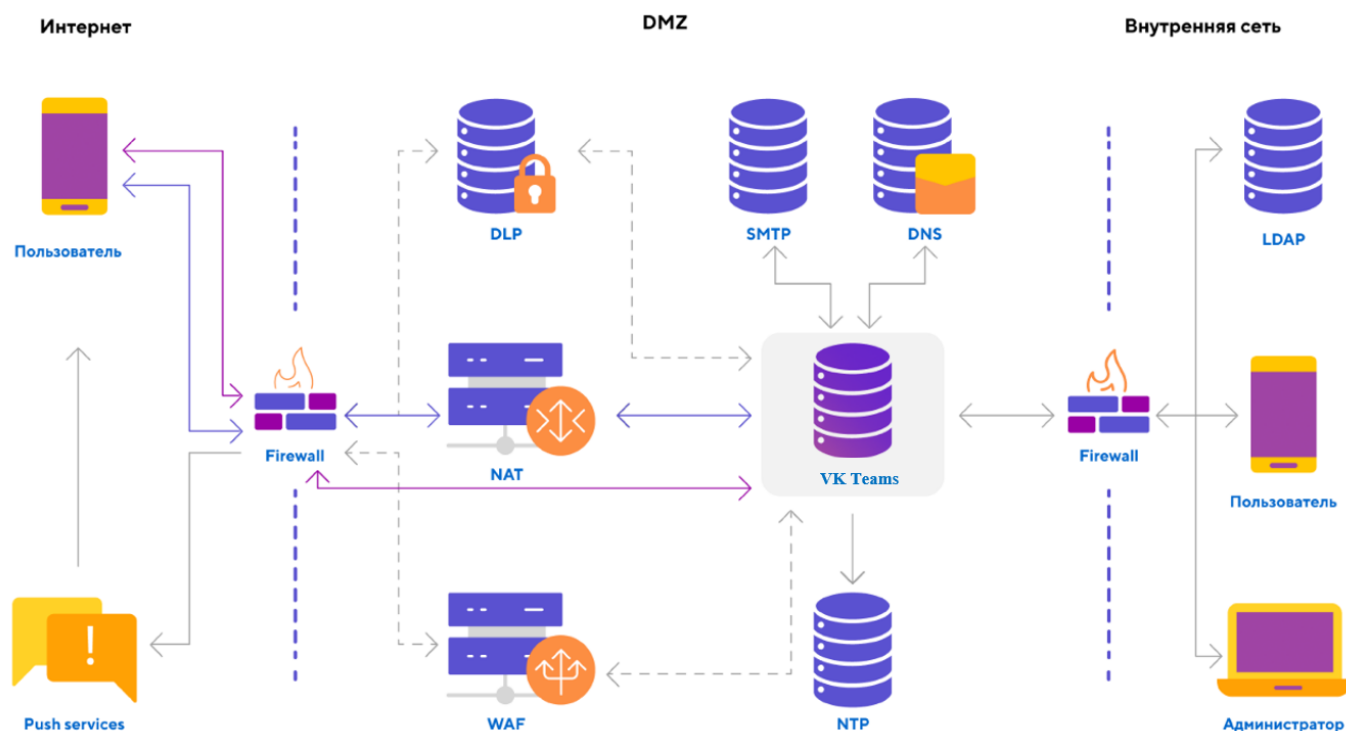 Интернет
DMZ
Внутренняя сеть
Пользователь
DLP
SMTP
DNS
LDAP
Firewall
NAT
VK Teams
Firewall
Пользователь
!
Push services
WAF
NTP
Администратор